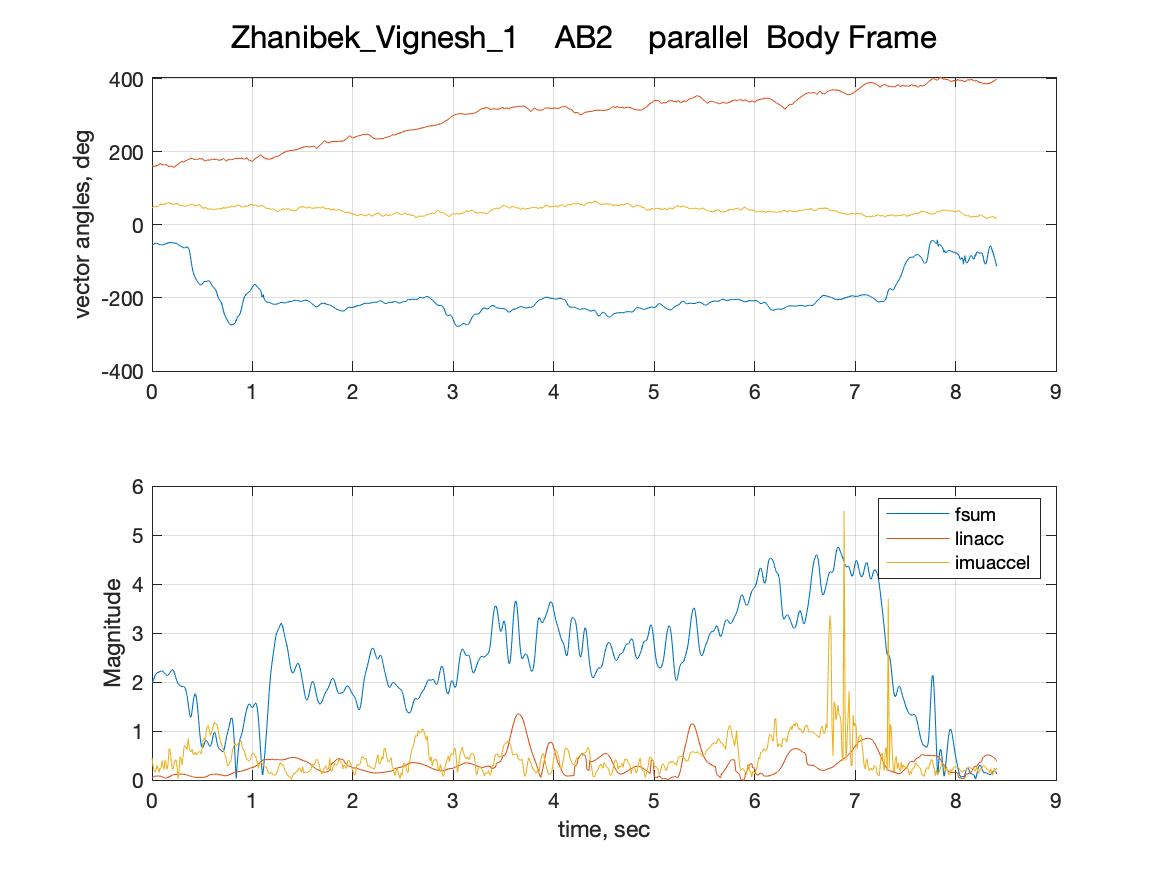 Zhanibek_Vignesh_1 AB2 parallel Body Frame
400
200
0
-200
-400
vector angles, deg
0 1 2 3 4 5 6 7 8 9
6
5
4
3
2
1
0
Magnitude
fsum
linacc
imuaccel
0 1 2 3 4 5 6 7 8 9
time, sec